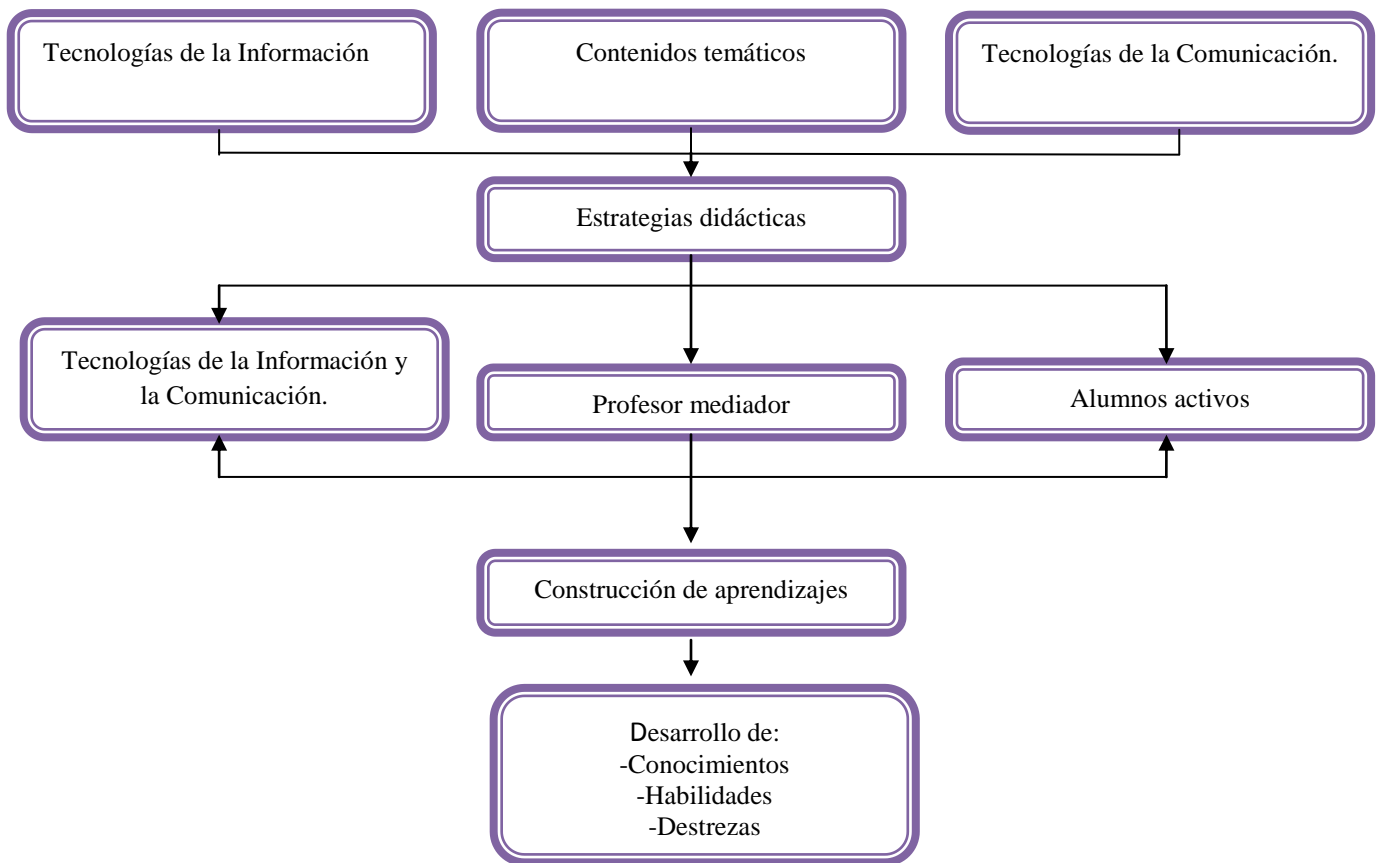 Tecnologías de la Información
Contenidos temáticos
Tecnologías de la Comunicación.
Estrategias didácticas
Tecnologías de la Información y
la Comunicación.
Profesor mediador
Alumnos activos
Construcción de aprendizajes
Desarrollo de:
-Conocimientos
-Habilidades
-Destrezas